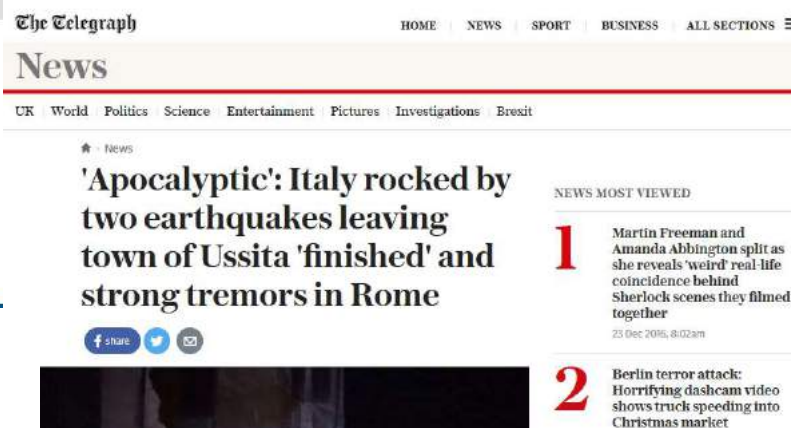 The Telegraph
HOME NEWS SPORT BUSINESS ALL SECTIONS
News
UK World Politics Science Entertainment Pictures Investigations Brexit
News
'Apocalyptic': Italy rocked by
two earthquakes leaving
town of Ussita 'finished' and
strong tremors in Rome
f share
NEWS MOST VIEWED
1
Martin Freeman and
Amanda Abbington split as
she reveals 'weird' real-life
coincidence behind
Sherlock scenes they filmed
together
23 Dec 2016, 8:02am
2
Berlin terror attack:
Horrifying dashcam video
shows truck speeding into
Christmas market